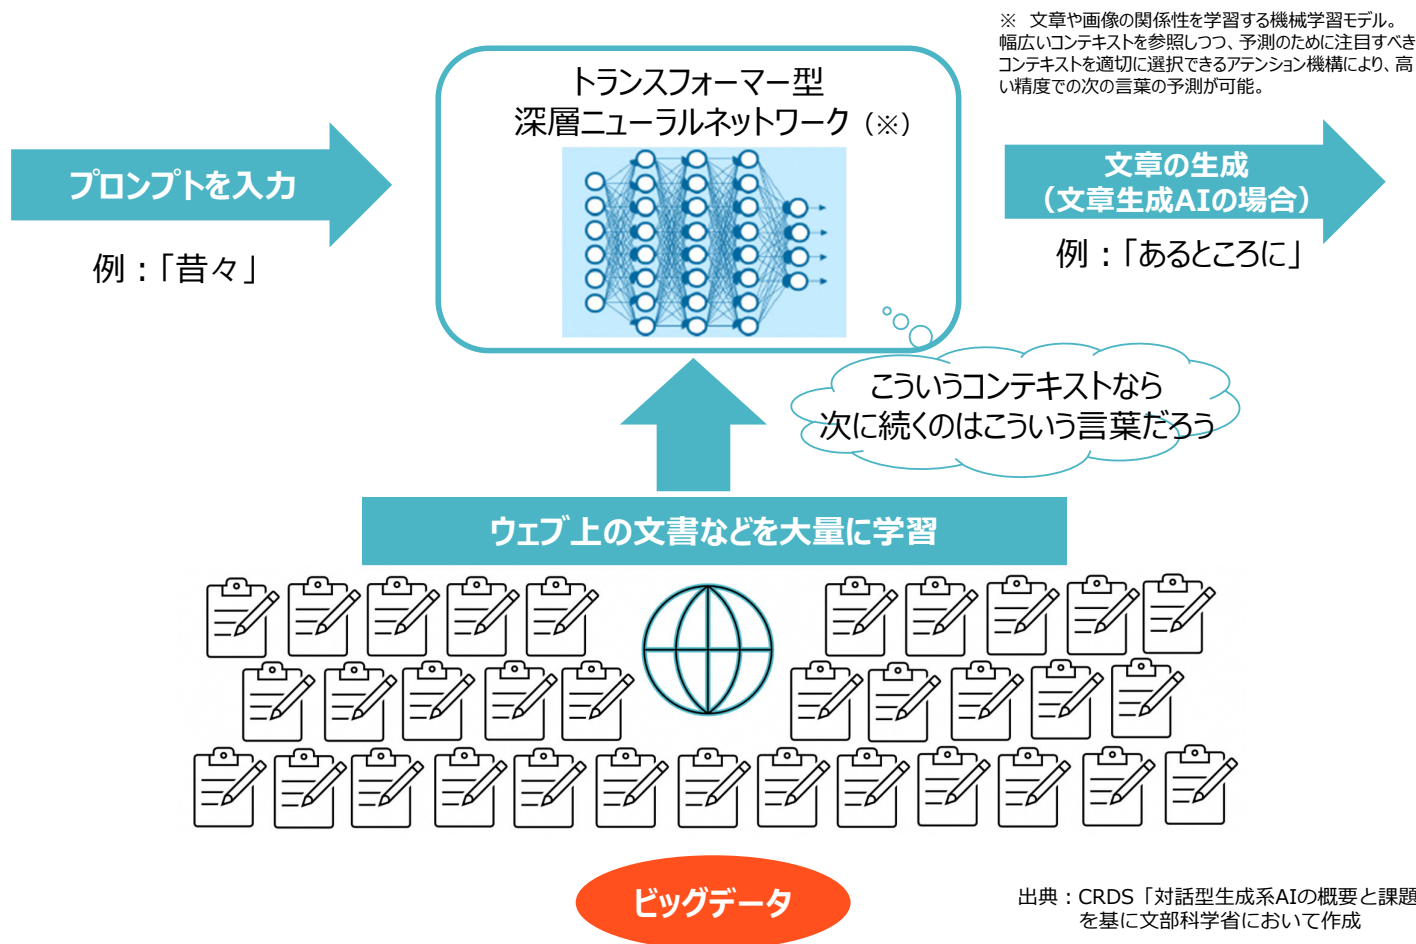 ※　文章や画像の関係性を学習する機械学習モデル。
幅広いコンテキストを参照しつつ、予測のために注目すべき
コンテキストを適切に選択できるアテンション機構により、高
い精度での次の言葉の予測が可能。
トランスフォーマー型
深層ニューラルネットワーク（※）
プロンプトを入力
例：「昔々」
文章の生成
（文章生成AIの場合）
例：「あるところに」
こういうコンテキストなら
次に続くのはこういう言葉だろう
ウェブ上の文書などを大量に学習
ビッグデータ
出典：CRDS「対話型生成系AIの概要と課題
を基に文部科学省において作成